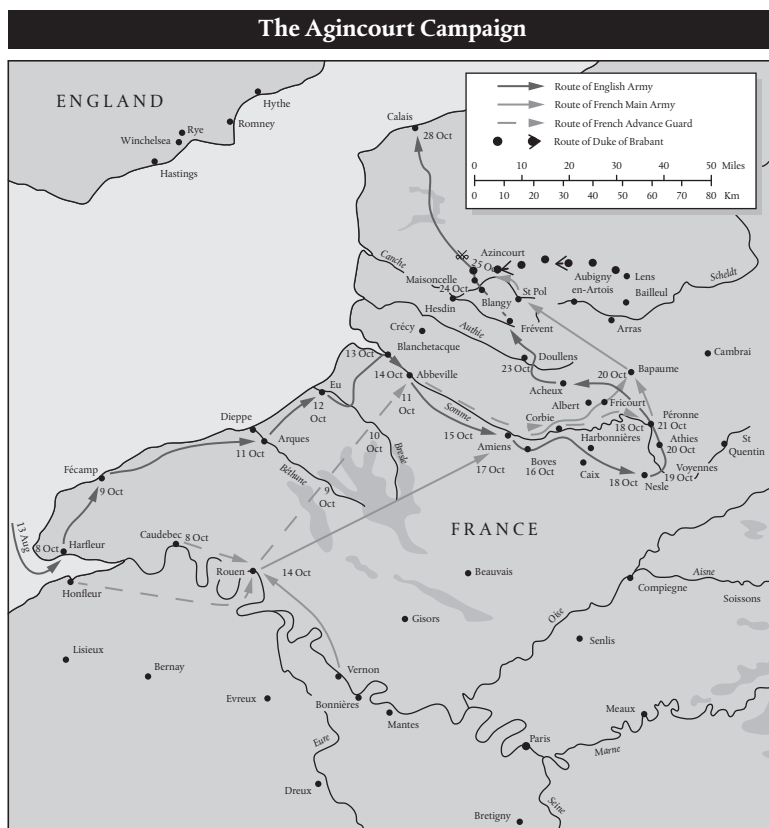 The Agincourt Campaign
ENGLAND
Hythe
Romney
Rye
Winchelsea
Hastings
Route of English Army
Route of French Main Army
Route of French Advance Guard
Route of Duke of Brabant
0 10 20 30 40 50 Miles
0 10 20 30 40 50 60 70 80 Km
Calais
28 Oct
Azincourt
25 Oct
Canche
Maisoncelle
24 Oct
Blangy
St Pol
Hesdin
Aubigny
en-Artois
Lens
Bailleul
Scheldt
Arras
Frévent
Crécy
Authie
Doullens
23 Oct
Cambrai
13 Oct
Blanchetacque
14 Oct
Abbeville
Acheux
20 Oct
Bapaume
Eu
12
Oct
11
Oct
Somme
Albert
Fricourt
Corbie
18 Oct
Péronne
21 Oct
Dieppe
Arques
11 Oct
10
Oct
Bresle
15 Oct
Amiens
17 Oct
Boves
16 Oct
Harbonnières
Caix
Athies
20 Oct
St
Quentin
Voyennes
19 Oct
18 Oct
Nesle
Fécamp
9 Oct
Béthune
9
Oct
13 Aug
8 Oct
Harfleur
Caudebec
8 Oct
FRANCE
Honfleur
Rouen
14 Oct
Beauvais
Compiegne
Aisne
Soissons
Oise
Gisors
Senlis
Lisieux
Bernay
Vernon
Evreux
Bonnières
Mantes
Meaux
Marne
Paris
Eure
Dreux
Seine
Bretigny